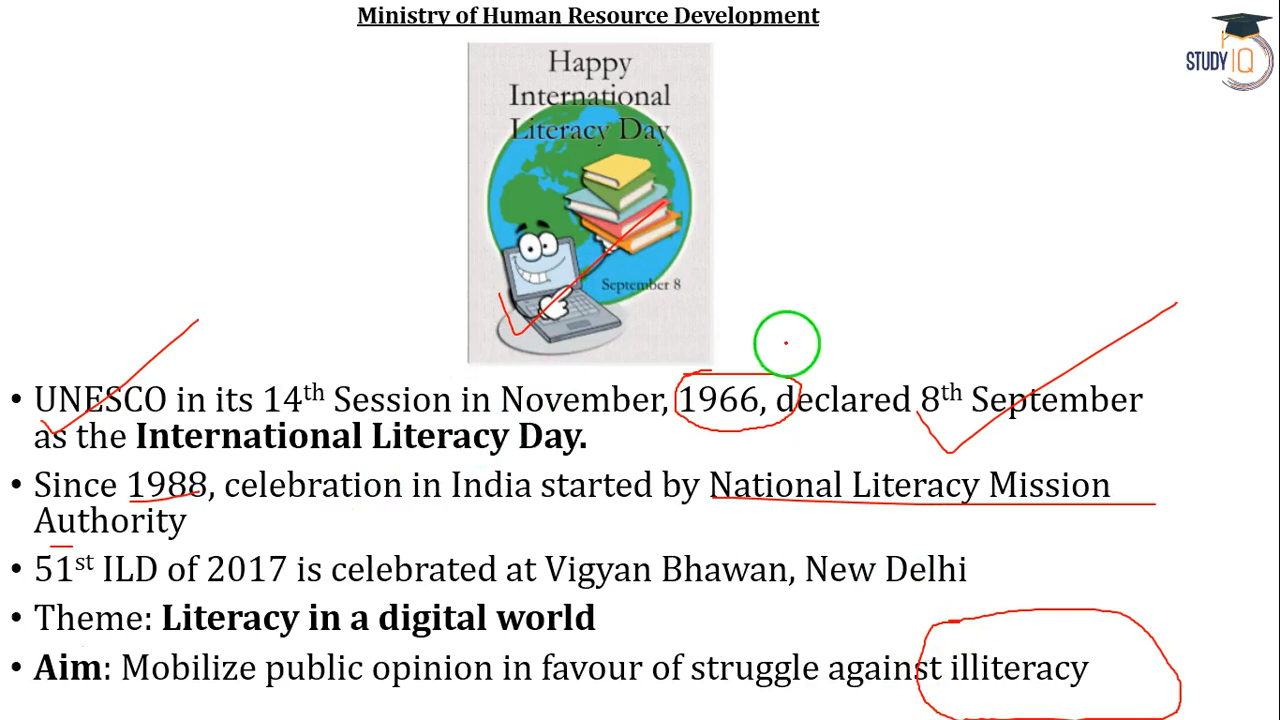 Ministry of Human Resource Development
STUDY IQ
Happy
International
Literacy Day
September 8
• UNESCO in its 14th Session in November, 1966, declared 8th September
as the International Literacy Day.
• Since 1988, celebration in India started by National Literacy Mission
Authority
• 51st ILD of 2017 is celebrated at Vigyan Bhawan, New Delhi
• Theme: Literacy in a digital world
• Aim: Mobilize public opinion in favour of struggle against illiteracy